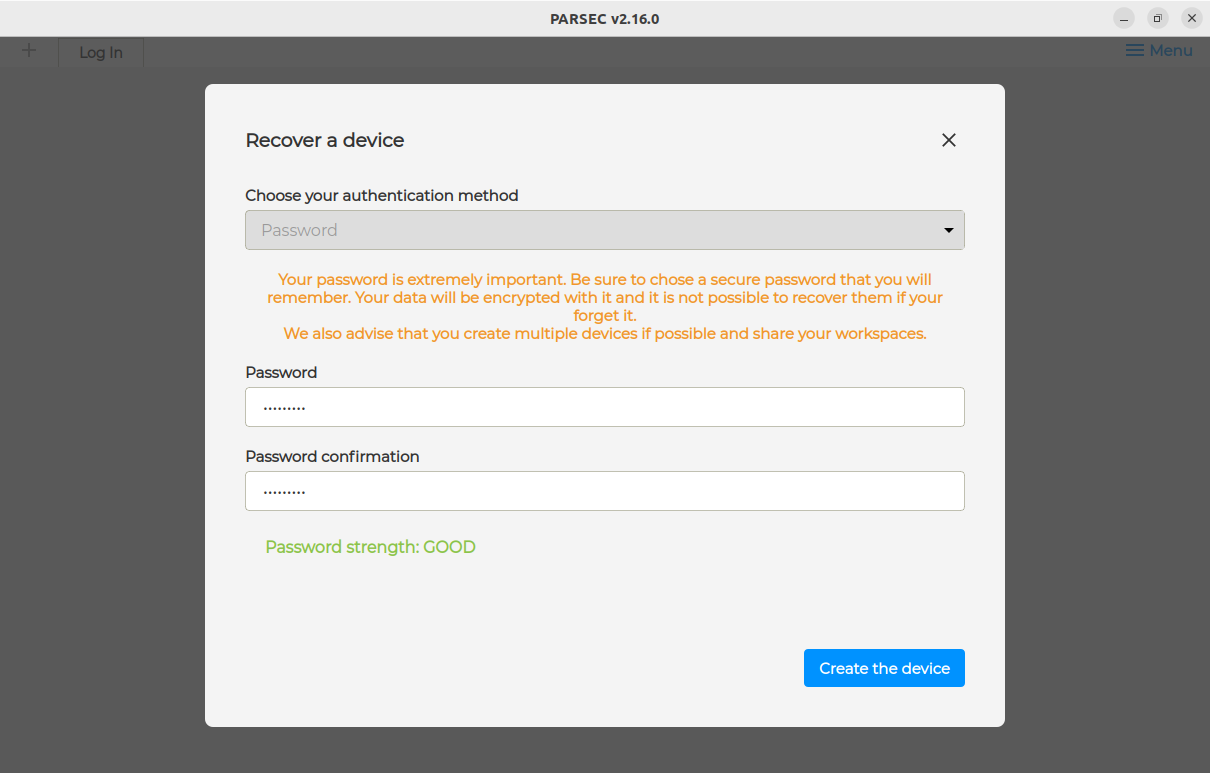 PARSEC v2.16.0
Log In
Menu
Recover a device
Choose your authentication method
Password
Your password is extremely important. Be sure to chose a secure password that you will
remember. Your data will be encrypted with it and it is not possible to recover them if your
forget it.
We also advise that you create multiple devices if possible and share your workspaces.
Password
•••••••••
Password confirmation
•••••••••
Password strength: GOOD
Create the device